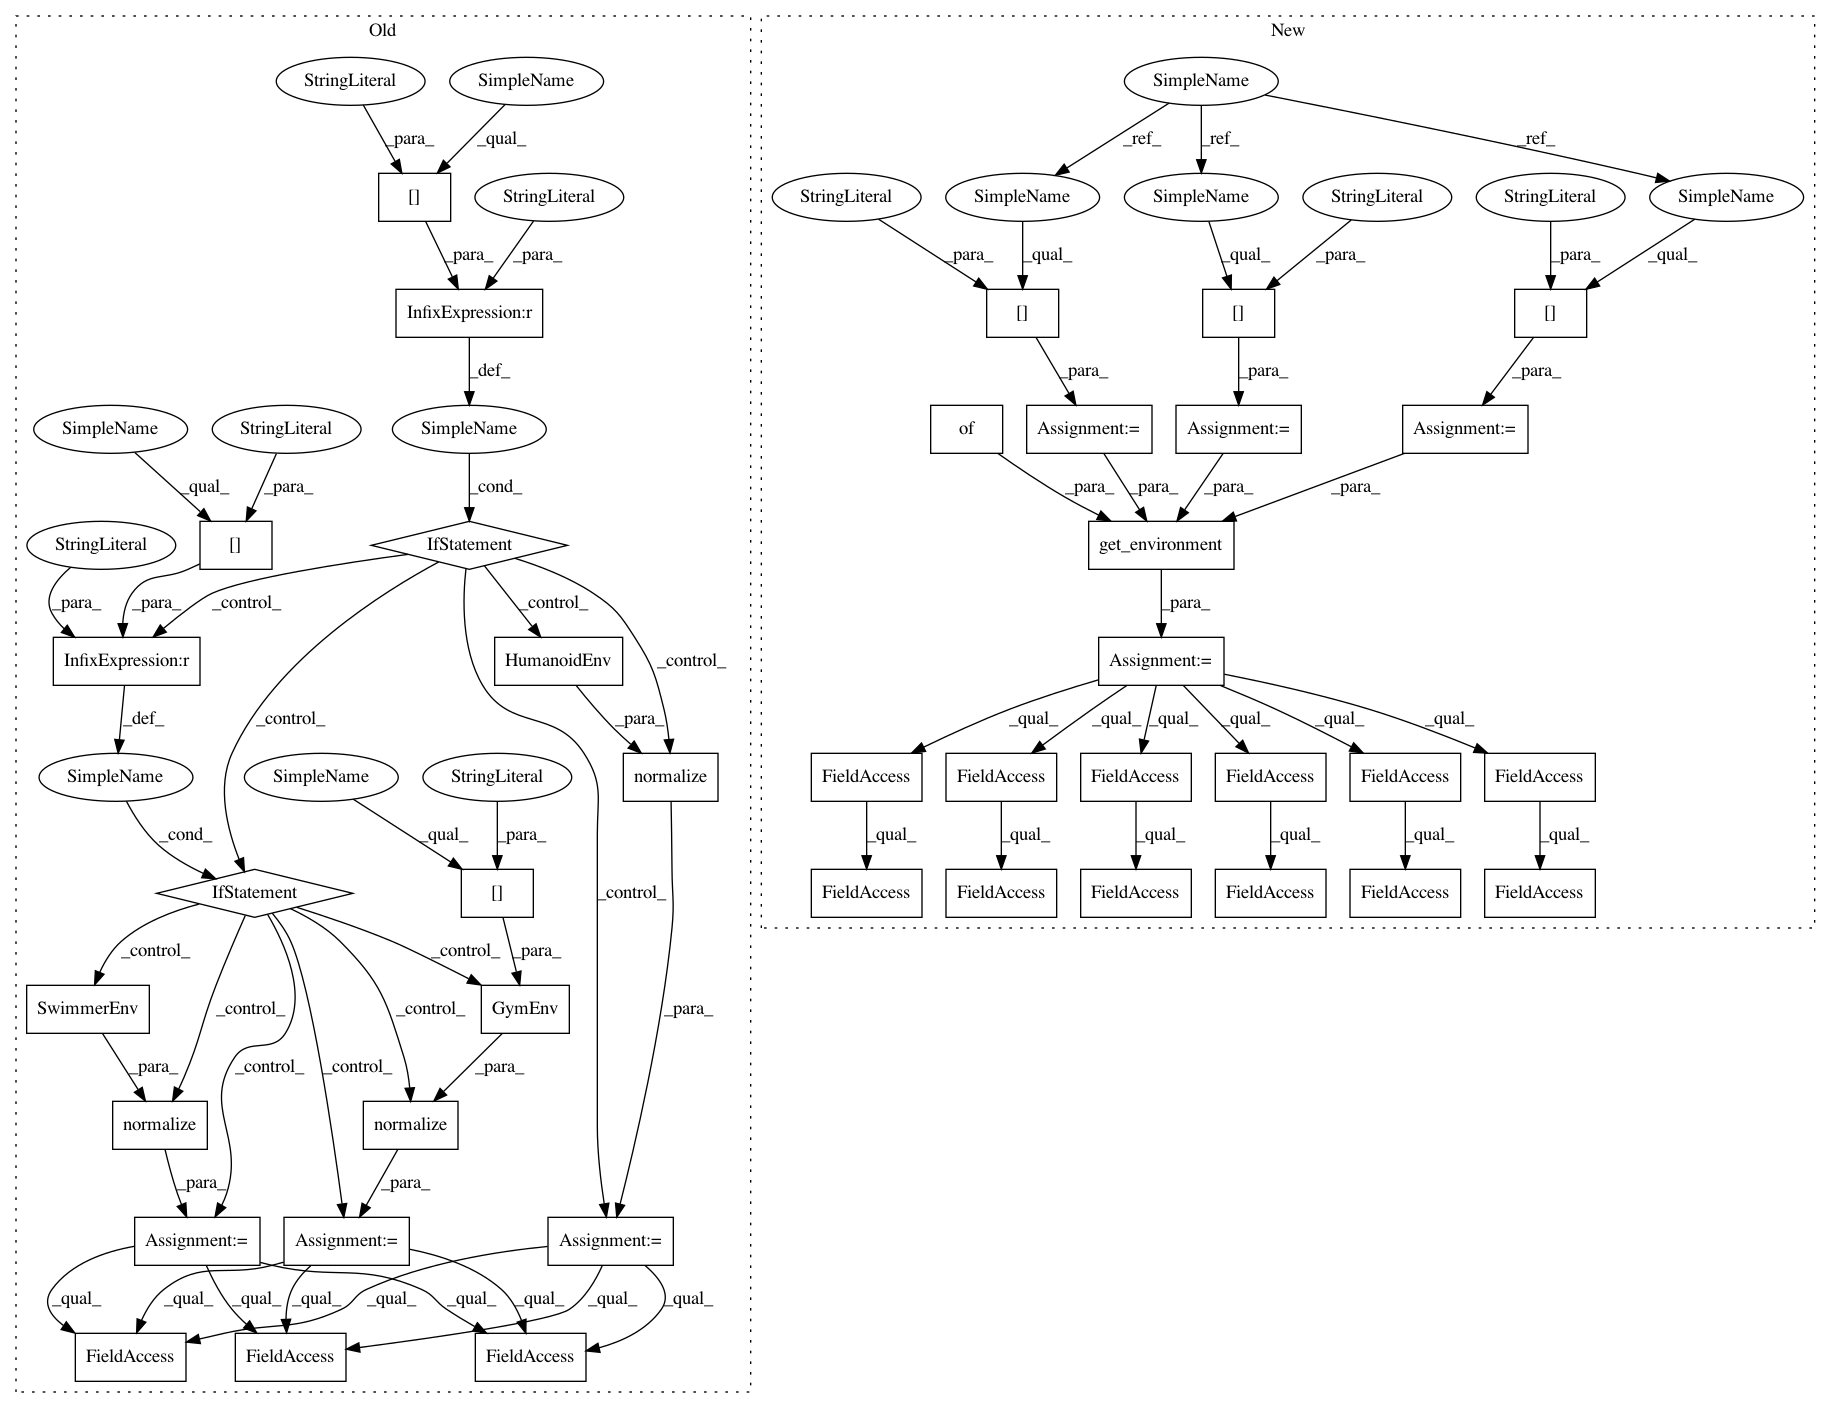 Old
StringLiteral
SimpleName
_para_
_qual_
[]
StringLiteral
_para_
_para_
InfixExpression:r
_def_
SimpleName
StringLiteral
SimpleName
_qual_
_para_
_cond_
StringLiteral
[]
IfStatement
_para_
_para_
_control_
_control_
InfixExpression:r
HumanoidEnv
_control_
_def_
_control_
_para_
SimpleName
SimpleName
StringLiteral
normalize
_cond_
_qual_
_para_
IfStatement
[]
_control_
_control_
_control_
_para_
SwimmerEnv
GymEnv
_control_
_control_
_para_
_para_
_control_
_control_
_para_
normalize
normalize
_para_
_para_
Assignment:=
Assignment:=
Assignment:=
_qual_
_qual_
_qual_
_qual_
_qual_
_qual_
_qual_
_qual_
_qual_
FieldAccess
FieldAccess
FieldAccess
New
SimpleName
_ref_
_ref_
_ref_
StringLiteral
SimpleName
SimpleName
StringLiteral
StringLiteral
SimpleName
_para_
_qual_
_qual_
_para_
_para_
_qual_
[]
[]
[]
_para_
_para_
_para_
of
Assignment:=
Assignment:=
Assignment:=
_para_
_para_
_para_
_para_
get_environment
_para_
Assignment:=
_qual_
_qual_
_qual_
_qual_
_qual_
_qual_
FieldAccess
FieldAccess
FieldAccess
FieldAccess
FieldAccess
FieldAccess
_qual_
_qual_
_qual_
_qual_
_qual_
_qual_
FieldAccess
FieldAccess
FieldAccess
FieldAccess
FieldAccess
FieldAccess